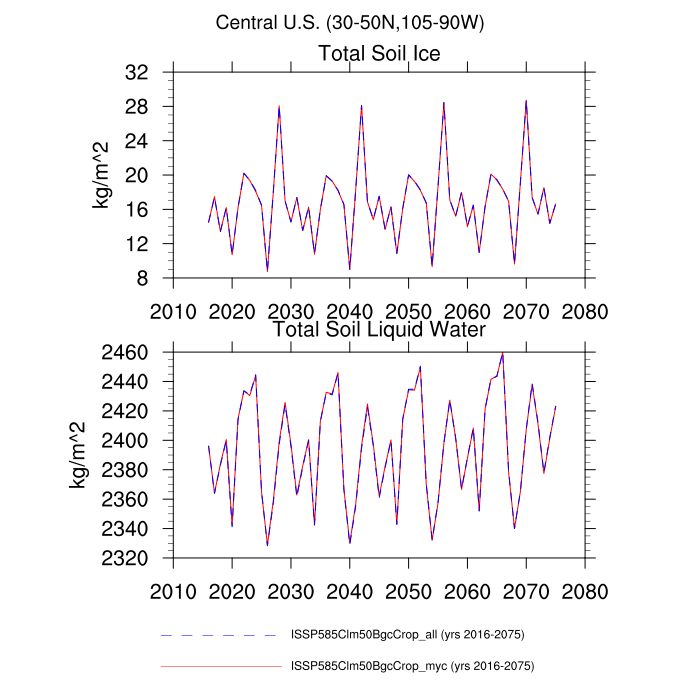 Central U.S. (30-50N,105-90W)
Total Soil Ice
32
28
24
20
16
12
8
kg/m^2
2010 2020 2030 2040 2050 2060 2070 2080
Total Soil Liquid Water
2460
2440
2420
2400
2380
2360
2340
2320
kg/m^2
2010 2020 2030 2040 2050 2060 2070 2080
ISSP585Clm50BgcCrop_all (yrs 2016-2075)
ISSP585Clm50BgcCrop_myc (yrs 2016-2075)